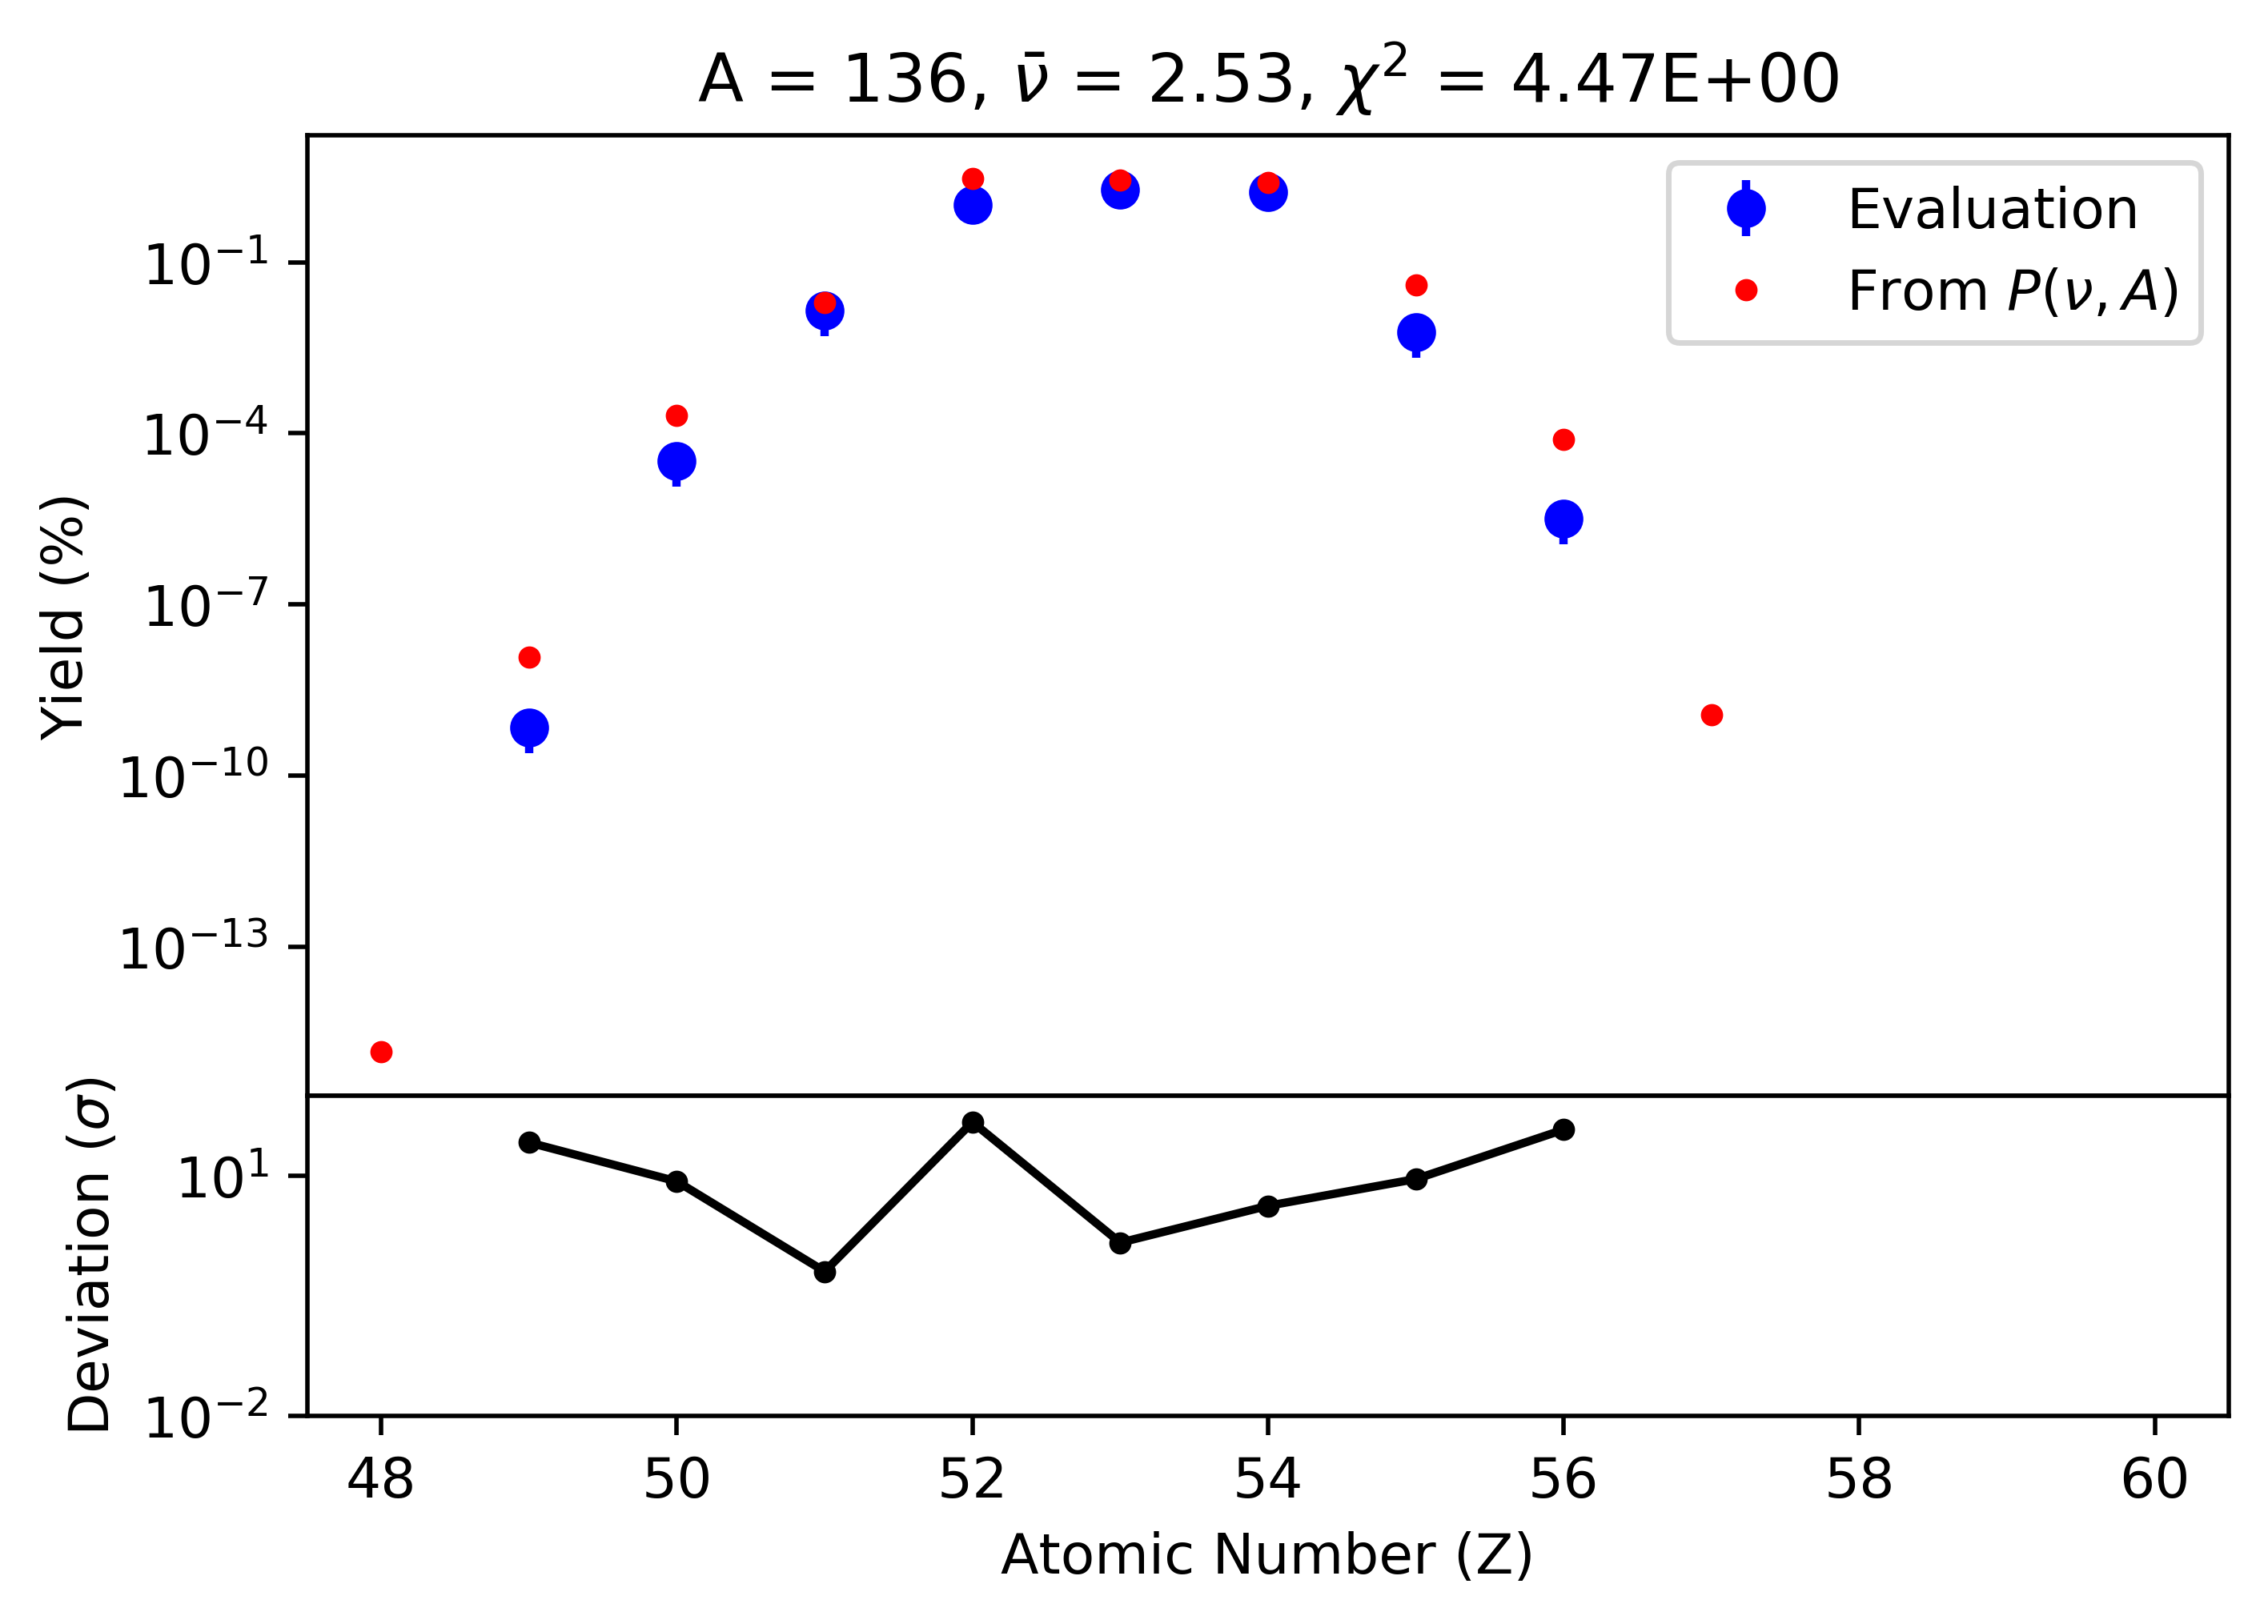 A = 136, ν̄ = 2.53, χ² = 4.47E+00
Evaluation
From P(ν, A)
Yield (%)
10⁻¹
10⁻⁴
10⁻⁷
10⁻¹⁰
10⁻¹³
Deviation (σ)
10¹
10⁻²
48 50 52 54 56 58 60
Atomic Number (Z)